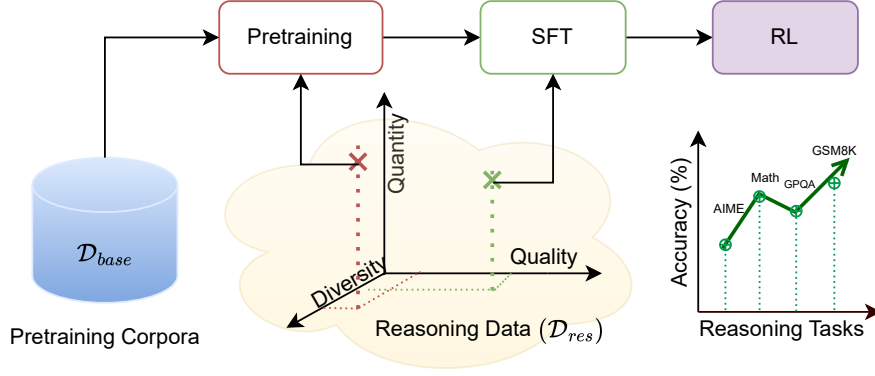 Pretraining
SFT
RL
Quantity
Quality
Diversity
Reasoning Data (𝒟res)
𝒟base
Pretraining Corpora
Accuracy (%)
AIME
Math
GPQA
GSM8K
Reasoning Tasks